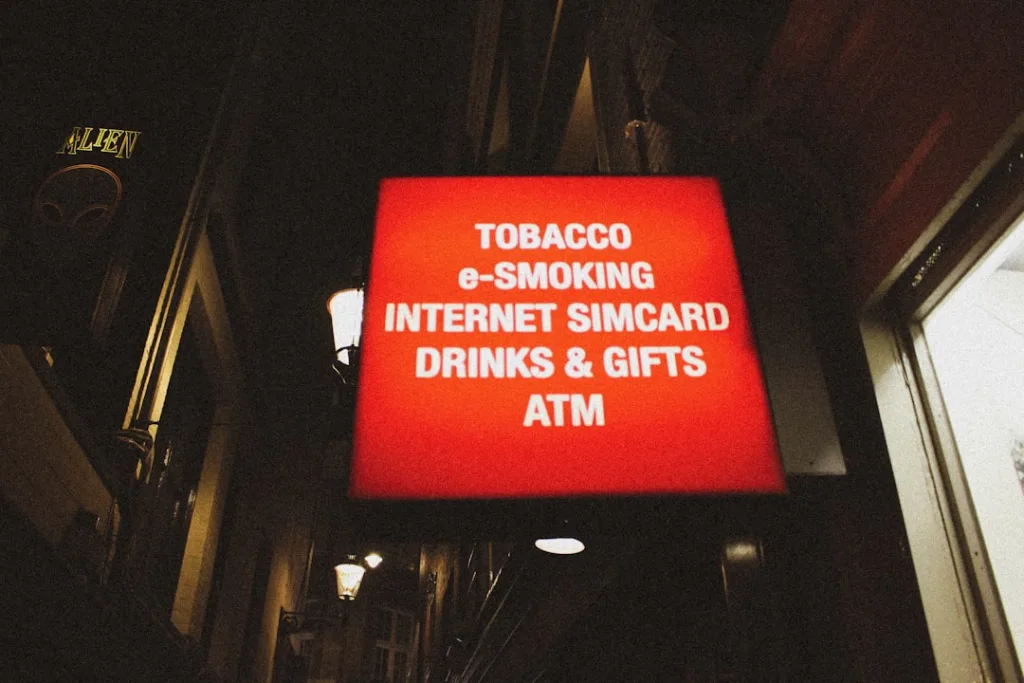 ALIEN
TOBACCO
e-SMOKING
INTERNET SIMCARD
DRINKS & GIFTS
ATM